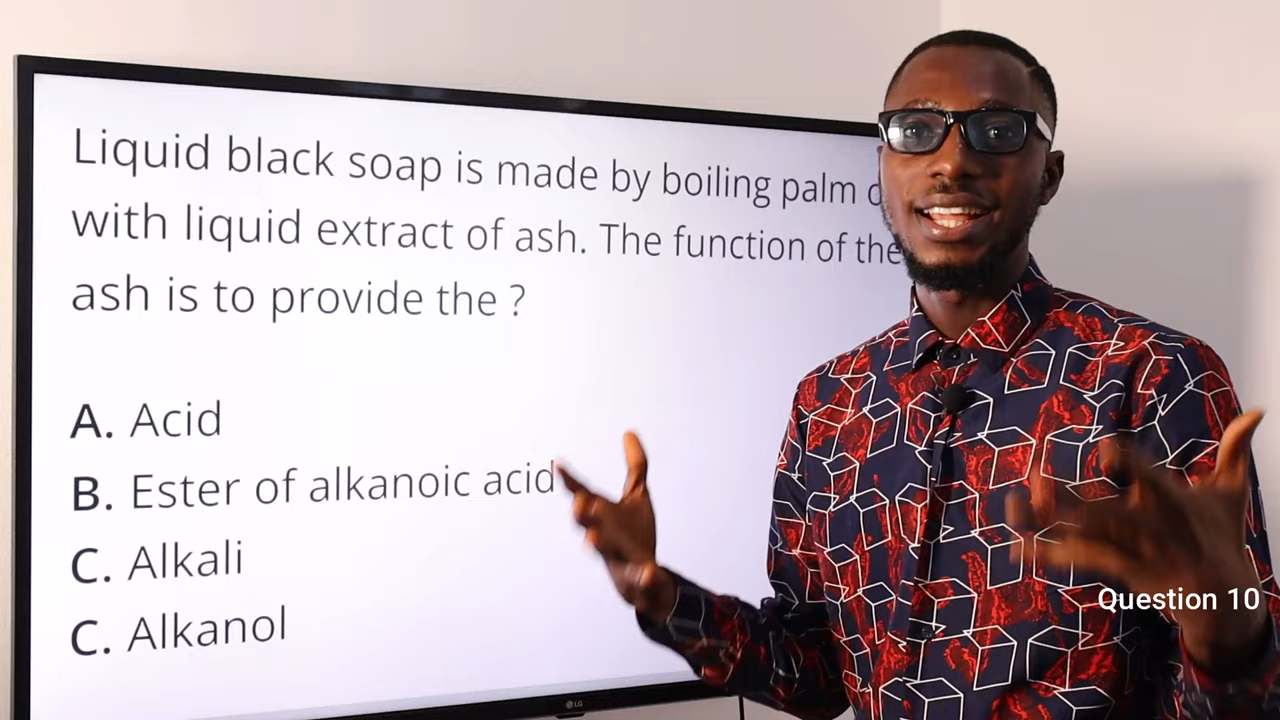 Liquid black soap is made by boiling palm
with liquid extract of ash. The function of the
ash is to provide the ?
A. Acid
B. Ester of alkanoic acid
C. Alkali
C. Alkanol
Question 10
LG